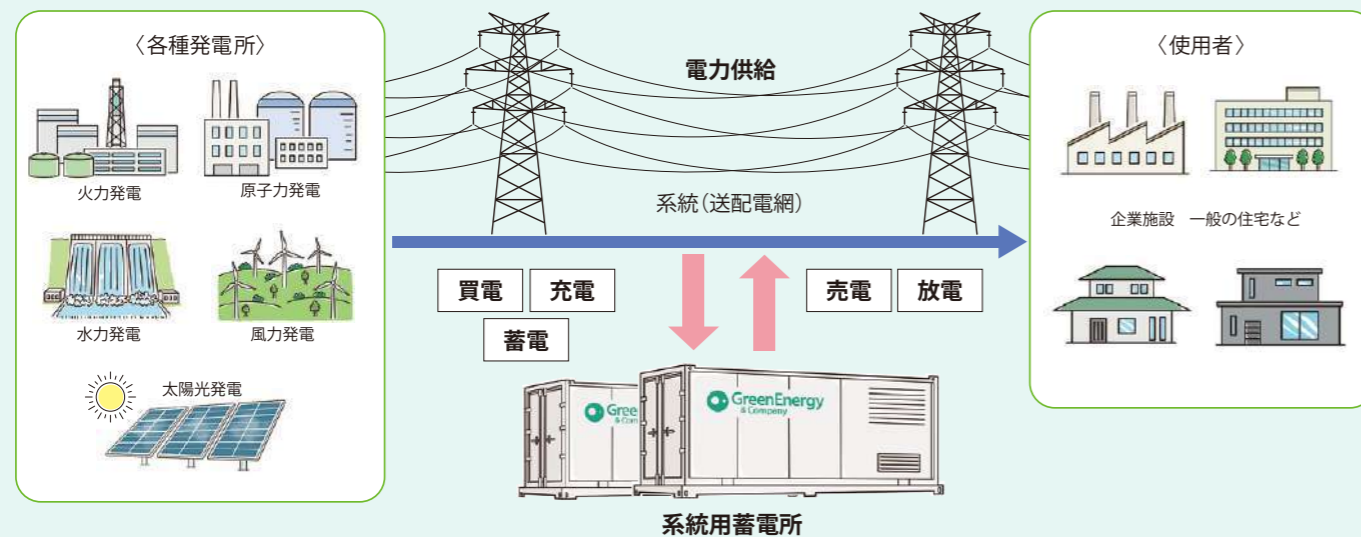 〈各種発電所〉
火力発電
原子力発電
水力発電
風力発電
太陽光発電
電力供給
系統(送配電網)
買電
充電
蓄電
売電
放電
Gree
& Com
GreenEnergy
& Company
系統用蓄電所
〈使用者〉
企業施設　一般の住宅など